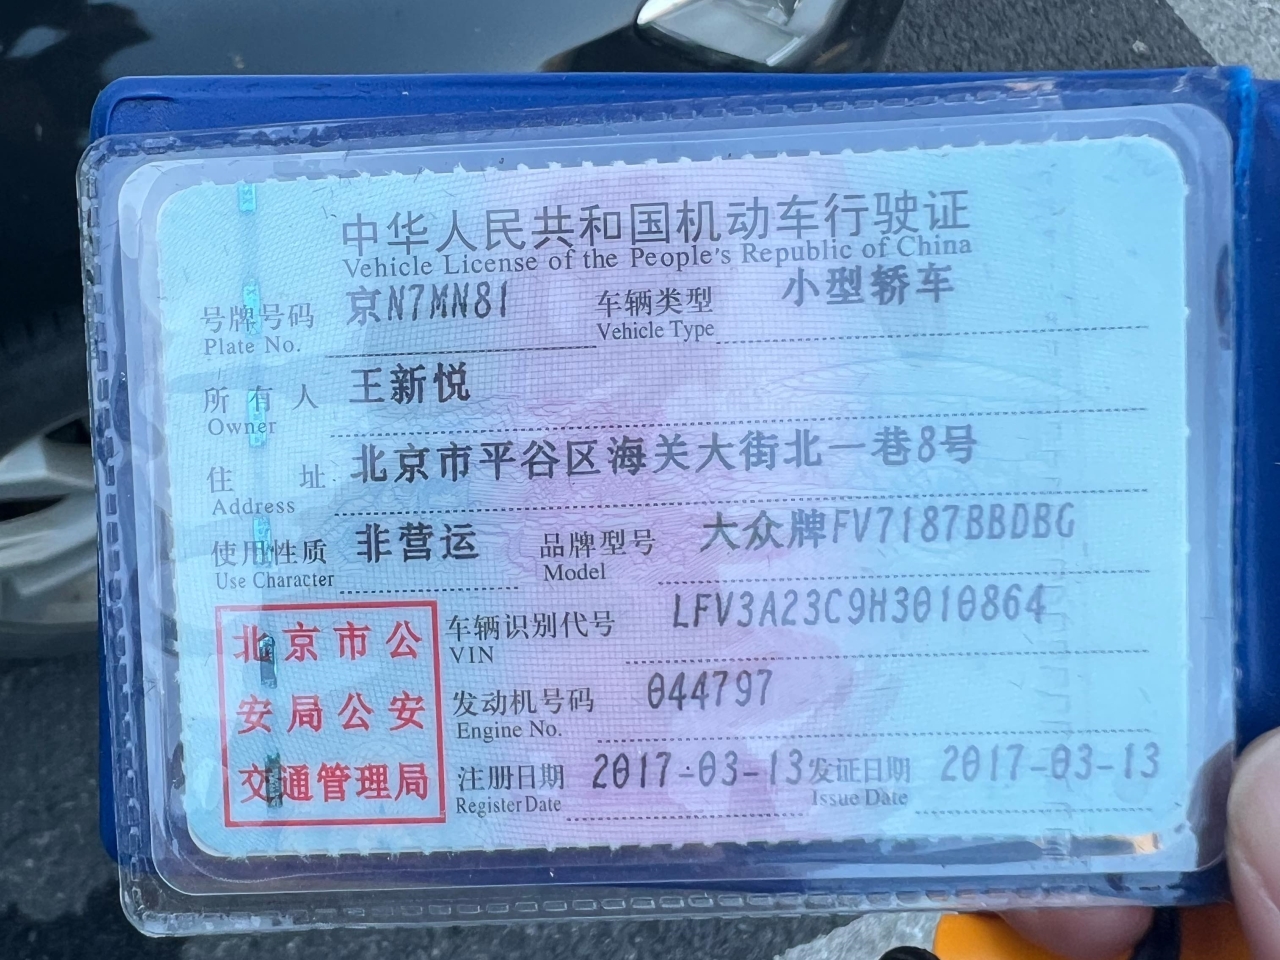 中华人民共和国机动车行驶证
Vehicle License of the People's Republic of China
号牌号码 京N7MN81 车辆类型 小型轿车
Plate No. Vehicle Type
所有人 王新悦
Owner
住址 北京市平谷区海关大街北一巷8号
Address
使用性质 非营运 品牌型号 大众牌FV7187BBDBG
Use Character Model
北京市公
安局公安
交通管理局
车辆识别代号 LFV3A23C9H3010864
VIN
发动机号码 044797
Engine No.
注册日期 2017-03-13 发证日期 2017-03-13
Register Date Issue Date